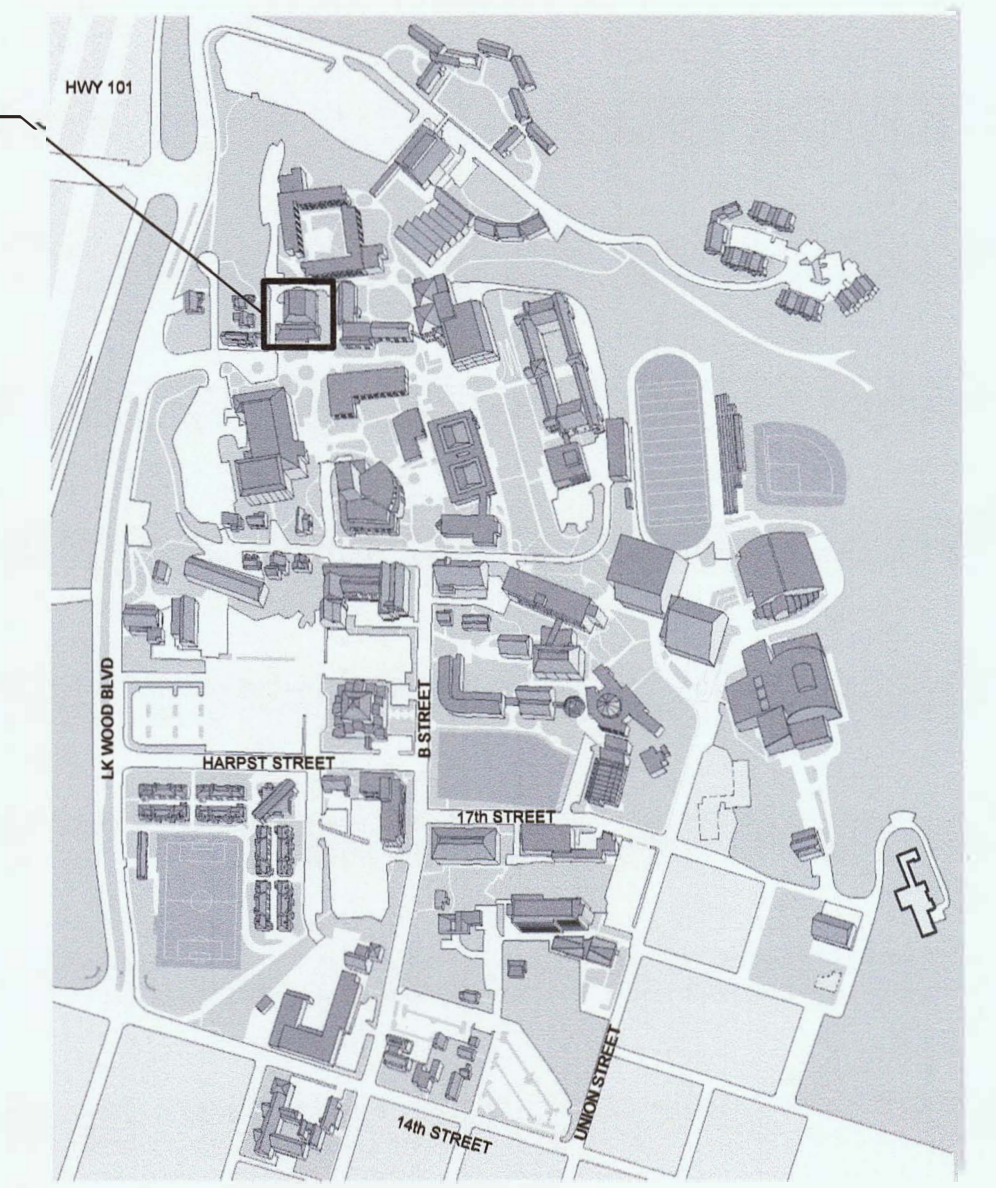 HWY 101
LK WOOD BLVD
B STREET
HARPST STREET
17th STREET
UNION STREET
14th STREET